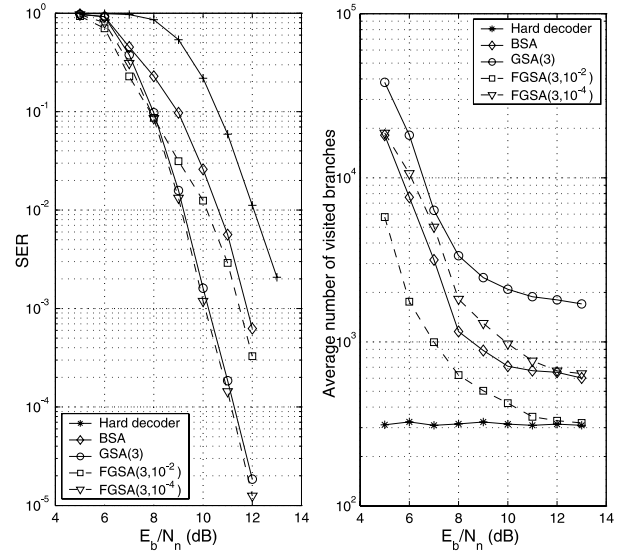 10^0
10^-1
10^-2
10^-3
10^-4
10^-5
SER
4 6 8 10 12 14
E_b/N_n (dB)
Hard decoder
BSA
GSA(3)
FGSA(3,10^-2)
FGSA(3,10^-4)
10^5
10^4
10^3
10^2
Average number of visited branches
4 6 8 10 12 14
E_b/N_n (dB)
Hard decoder
BSA
GSA(3)
FGSA(3,10^-2)
FGSA(3,10^-4)